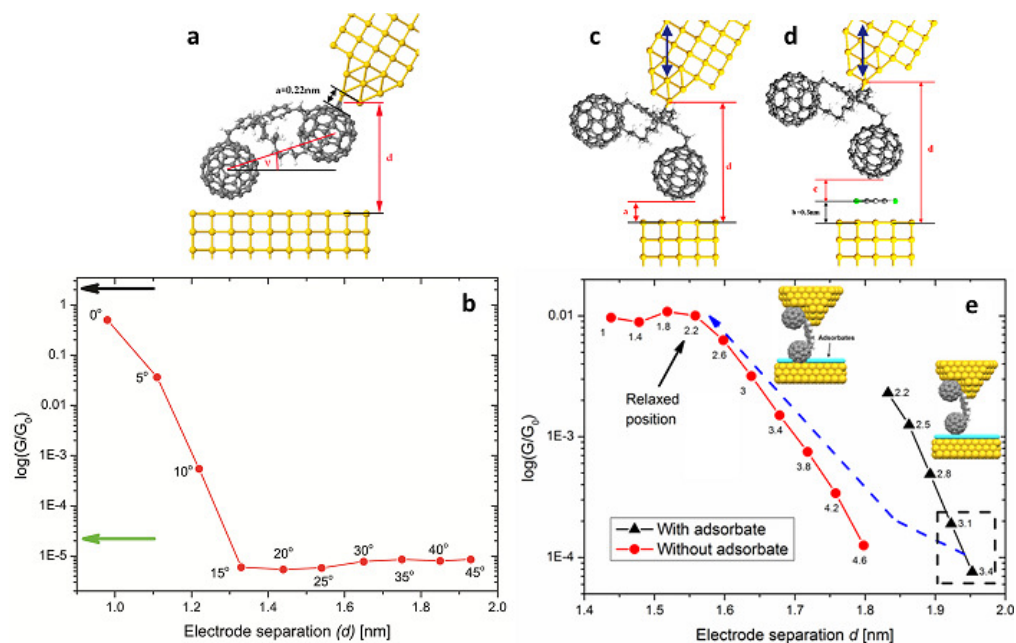 a
a=0.22nm
d
c
d
a
d
d
c
b =0.3nm
b
log(G/G₀)
1
0.1
0.01
1E-3
1E-4
1E-5
0°
5°
10°
15°
20°
25°
30°
35°
40°
45°
1.0
1.2
1.4
1.6
1.8
2.0
Electrode separation (d) [nm]
e
log(G/G₀)
0.01
1E-3
1E-4
1
1.4
1.8
2.2
2.6
3
3.4
3.8
4.2
4.6
Relaxed
position
Adsorbates
2.2
2.5
2.8
3.1
3.4
With adsorbate
Without adsorbate
1.4
1.5
1.6
1.7
1.8
1.9
2.0
Electrode separation d [nm]